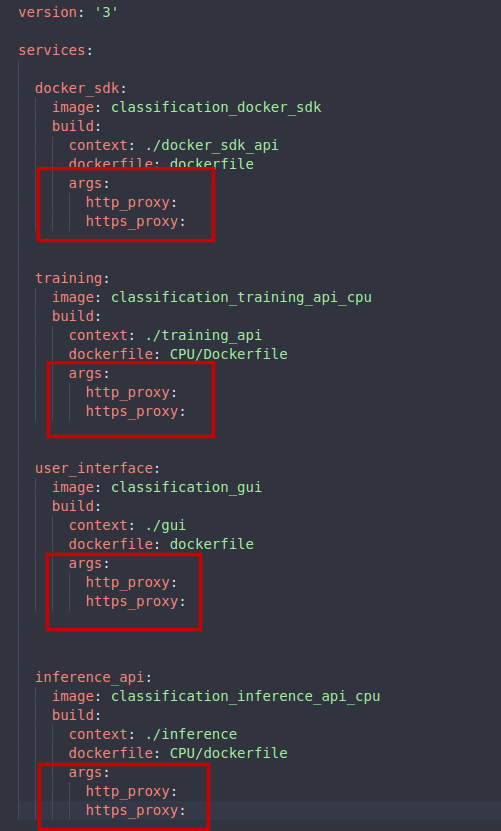 version: '3'
services:
docker_sdk:
image: classification_docker_sdk
build:
context: ./docker_sdk_api
dockerfile: dockerfile
args:
http_proxy:
https_proxy:
training:
image: classification_training_api_cpu
build:
context: ./training_api
dockerfile: CPU/Dockerfile
args:
http_proxy:
https_proxy:
user_interface:
image: classification_gui
build:
context: ./gui
dockerfile: dockerfile
args:
http_proxy:
https_proxy:
inference_api:
image: classification_inference_api_cpu
build:
context: ./inference
dockerfile: CPU/dockerfile
args:
http_proxy:
https_proxy: